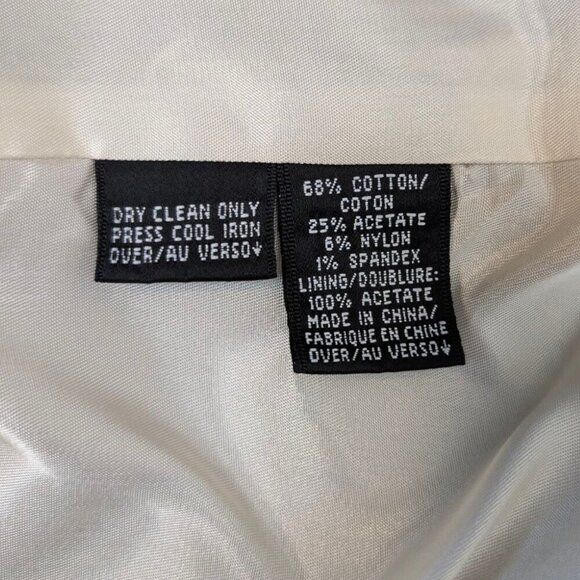 DRY CLEAN ONLY
PRESS COOL IRON
OVER/AU VERSO↓
68% COTTON/
COTON
25% ACETATE
6% NYLON
1% SPANDEX
LINING/DOUBLURE:
100% ACETATE
MADE IN CHINA/
FABRIQUE EN CHINE
OVER/AU VERSO↓